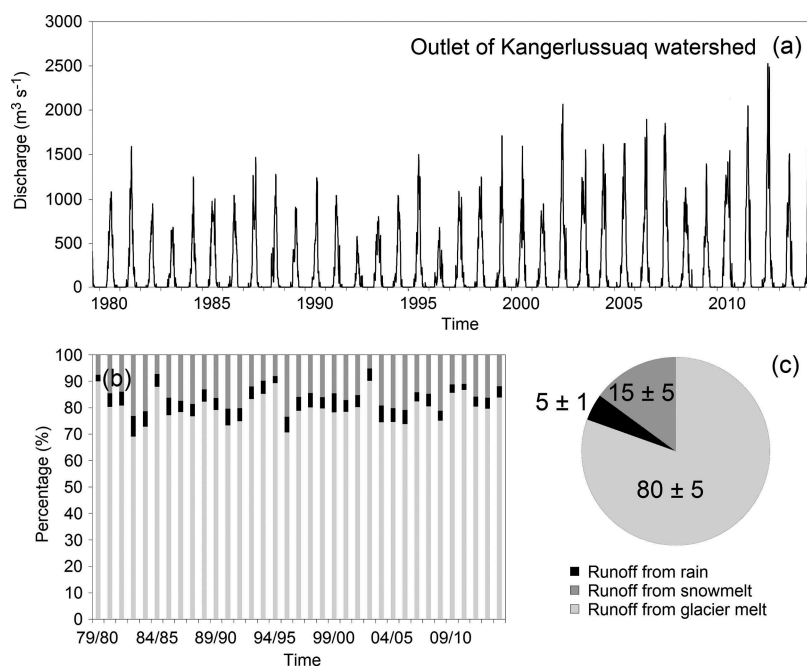 Outlet of Kangerlussuaq watershed (a)
Discharge (m³ s⁻¹)
3000
2500
2000
1500
1000
500
0
1980 1985 1990 1995 2000 2005 2010
Time
(b)
Percentage (%)
100
90
80
70
60
50
40
30
20
10
0
79/80 84/85 89/90 94/95 99/00 04/05 09/10
Time
(c)
5 ± 1
15 ± 5
80 ± 5
Runoff from rain
Runoff from snowmelt
Runoff from glacier melt